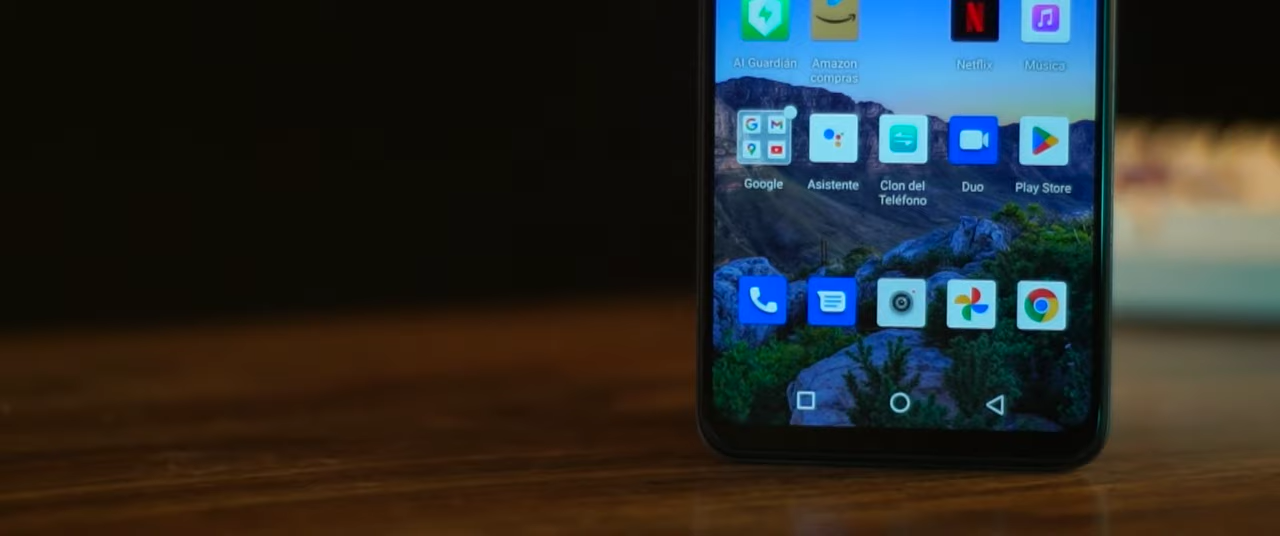 AI Guardián
Amazon
compras
Netflix
Música
Google
Asistente
Clon del
Teléfono
Duo
Play Store